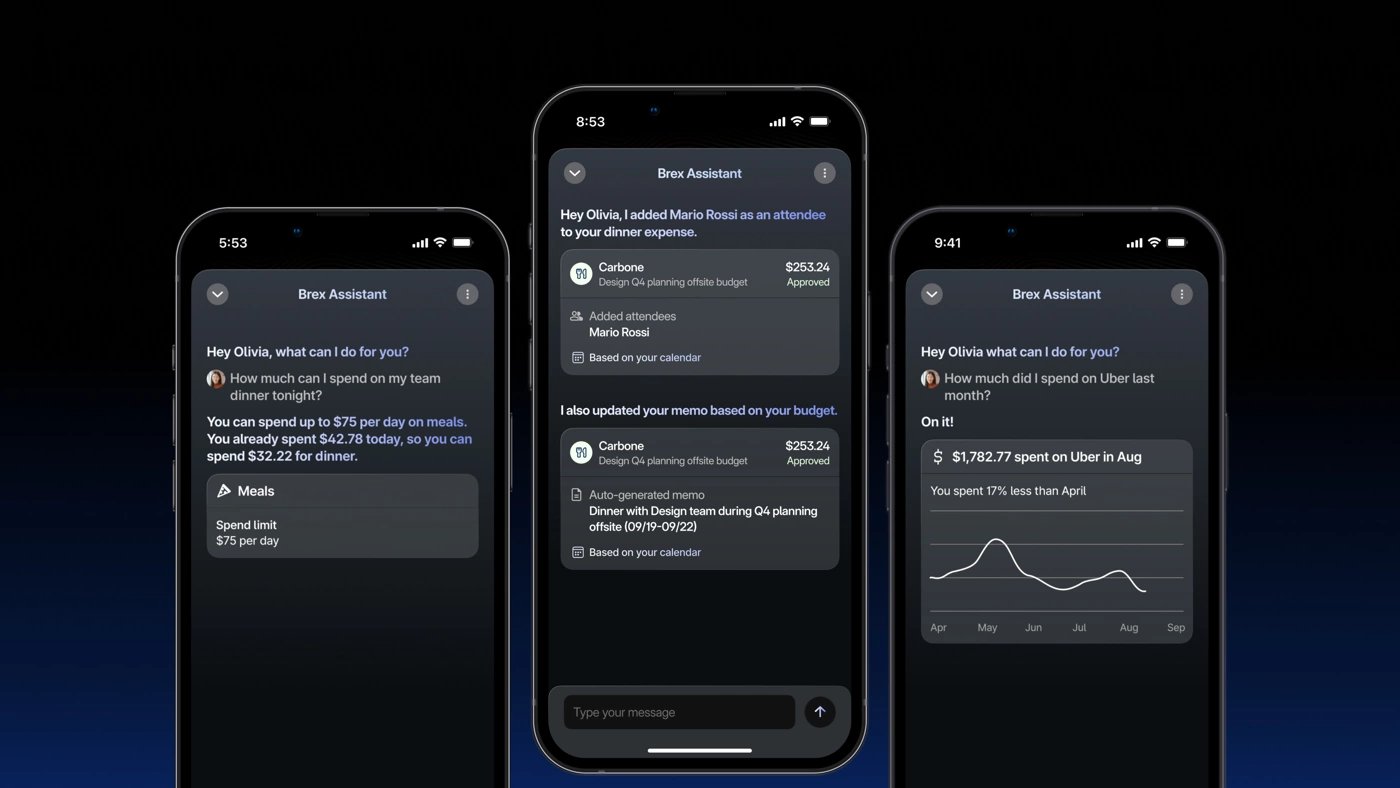 5:53
Brex Assistant
Hey Olivia, what can I do for you?
How much can I spend on my team
dinner tonight?
You can spend up to $75 per day on meals.
You already spent $42.78 today, so you can
spend $32.22 for dinner.
Meals
Spend limit
$75 per day
8:53
Brex Assistant
Hey Olivia, I added Mario Rossi as an attendee
to your dinner expense.
Carbone
$253.24
Design Q4 planning offsite budget
Approved
Added attendees
Mario Rossi
Based on your calendar
I also updated your memo based on your budget.
Carbone
$253.24
Design Q4 planning offsite budget
Approved
Auto-generated memo
Dinner with Design team during Q4 planning
offsite (09/19-09/22)
Based on your calendar
Type your message
9:41
Brex Assistant
Hey Olivia what can I do for you?
How much did I spend on Uber last
month?
On it!
$ $1,782.77 spent on Uber in Aug
You spent 17% less than April
Apr May Jun Jul Aug Sep